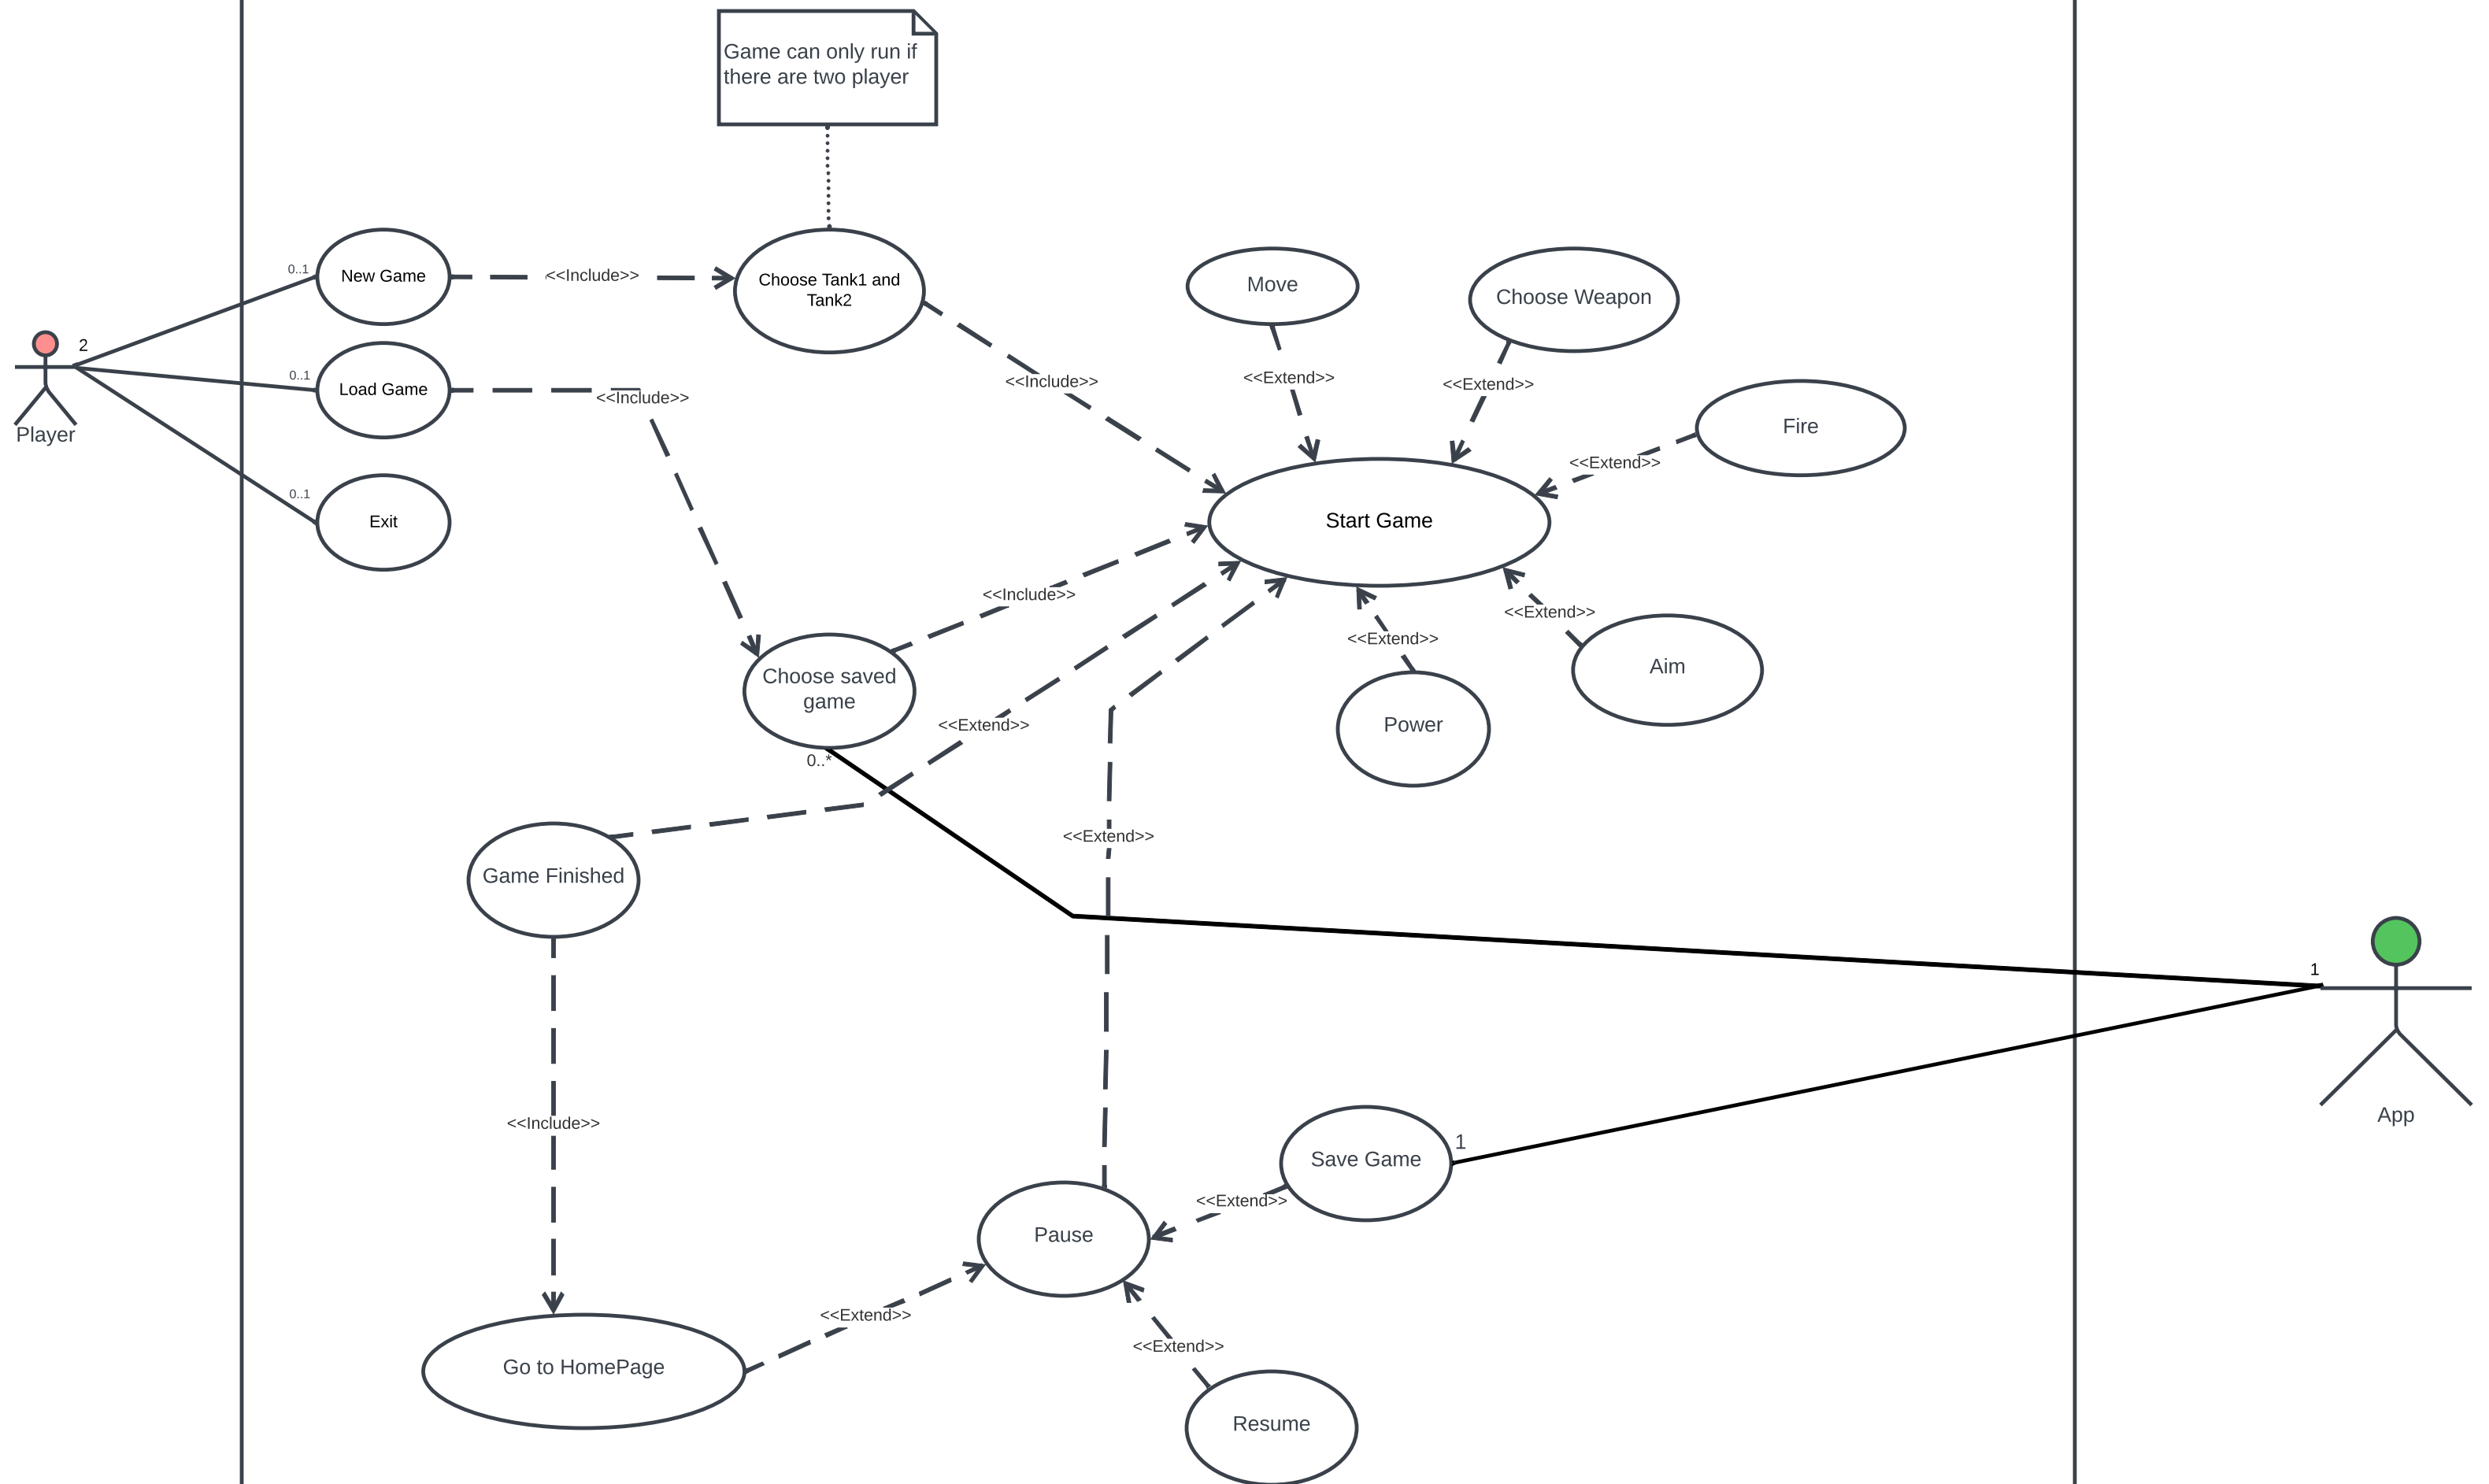 Game can only run if
there are two player
0..1
New Game
<<Include>>
Choose Tank1 and
Tank2
Move
Choose Weapon
2
Player
0..1
Load Game
<<Include>>
<<Include>>
<<Extend>>
<<Extend>>
Fire
<<Extend>>
0..1
Exit
Start Game
<<Include>>
<<Extend>>
<<Extend>>
Aim
Choose saved
game
0..*
<<Extend>>
Power
<<Extend>>
Game Finished
1
App
<<Include>>
1
Save Game
<<Extend>>
Pause
<<Extend>>
<<Extend>>
Go to HomePage
Resume